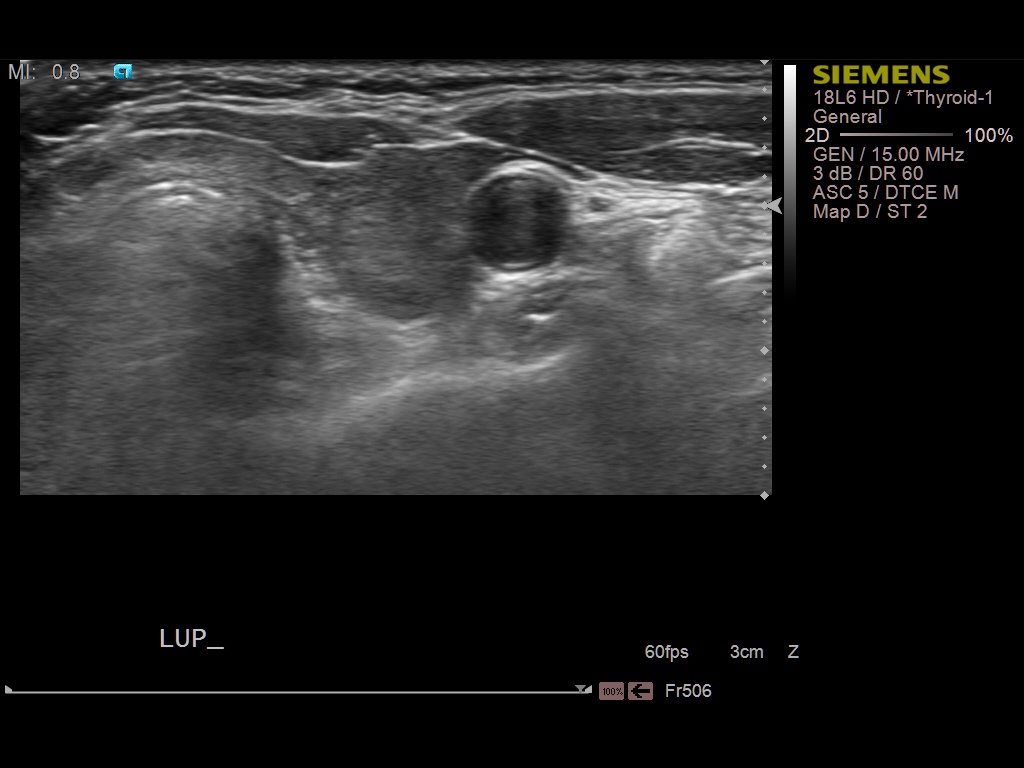 MI: 0.8
SIEMENS
18L6 HD / *Thyroid-1
General
2D 100%
GEN / 15.00 MHz
3 dB / DR 60
ASC 5 / DTCE M
Map D / ST 2
LUP_
60fps 3cm Z
100% Fr506